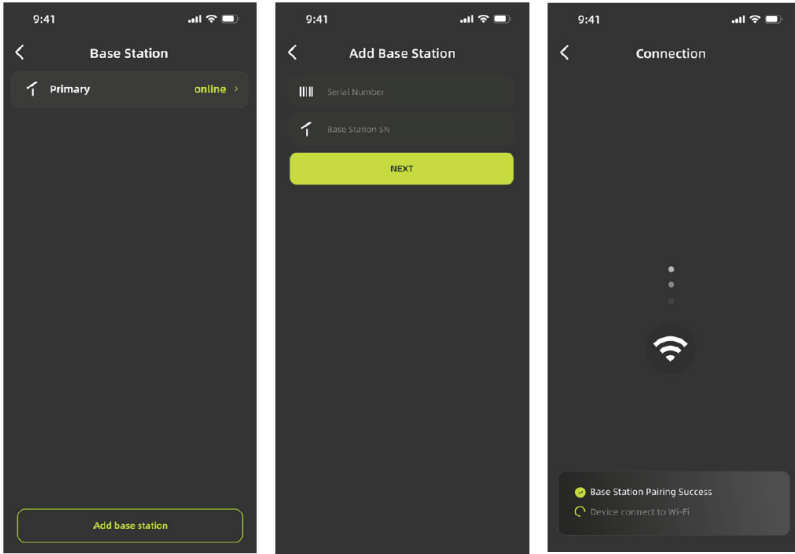 9:41
Base Station
Primary
online
Add base station
9:41
Add Base Station
Serial Number
Base Station SN
NEXT
9:41
Connection
Base Station Pairing Success
Device connect to Wi-Fi